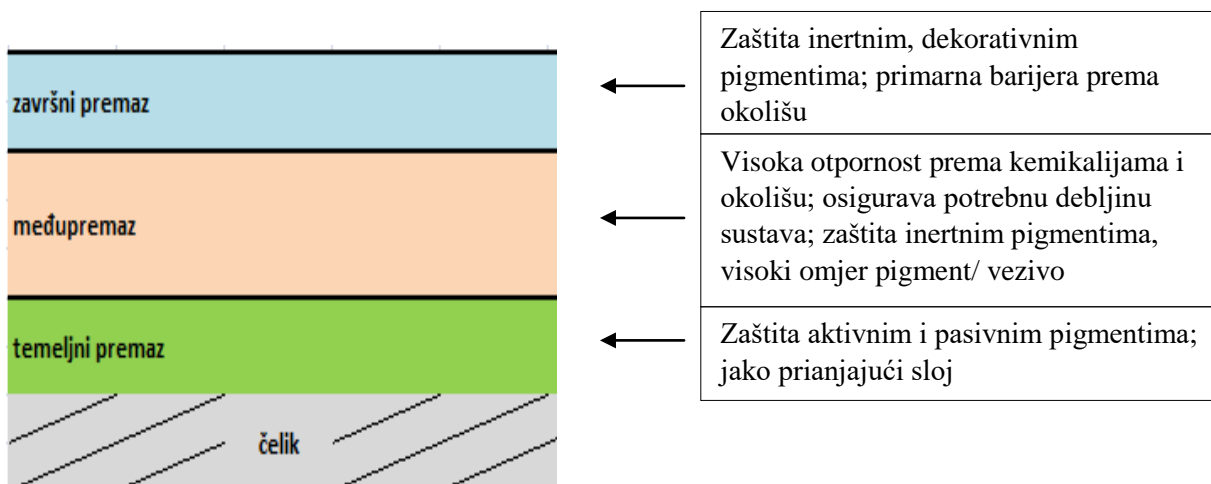 završni premaz
međupremaz
temeljni premaz
čelik
Zaštita inertnim, dekorativnim
pigmentima; primarna barijera prema
okolišu
Visoka otpornost prema kemikalijama i
okolišu; osigurava potrebnu debljinu
sustava; zaštita inertnim pigmentima,
visoki omjer pigment/ vezivo
Zaštita aktivnim i pasivnim pigmentima;
jako prianjajući sloj